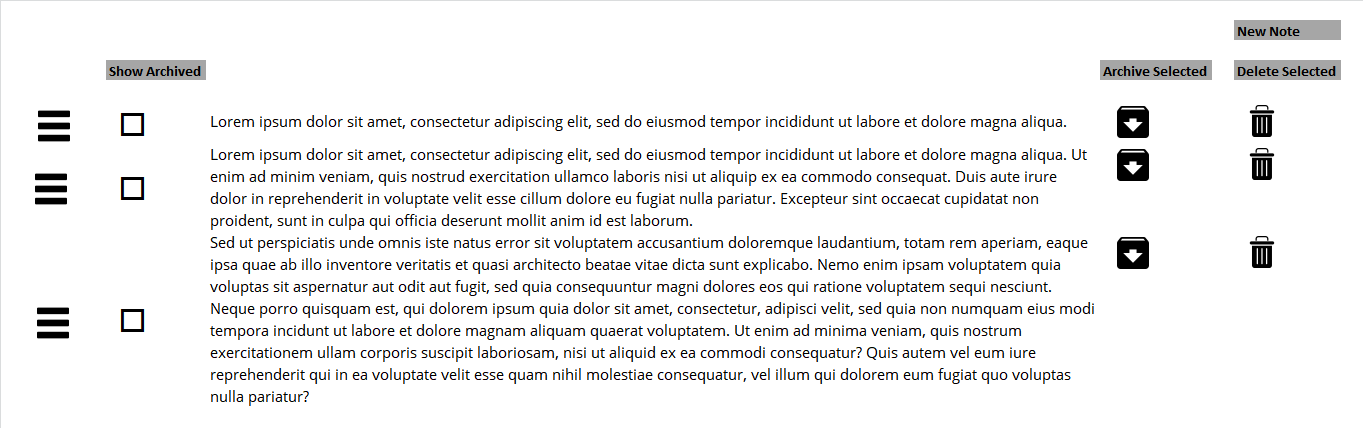 New Note
Show Archived
Archive Selected
Delete Selected
Lorem ipsum dolor sit amet, consectetur adipiscing elit, sed do eiusmod tempor incididunt ut labore et dolore magna aliqua.
Lorem ipsum dolor sit amet, consectetur adipiscing elit, sed do eiusmod tempor incididunt ut labore et dolore magna aliqua. Ut
enim ad minim veniam, quis nostrud exercitation ullamco laboris nisi ut aliquip ex ea commodo consequat. Duis aute irure
dolor in reprehenderit in voluptate velit esse cillum dolore eu fugiat nulla pariatur. Excepteur sint occaecat cupidatat non
proident, sunt in culpa qui officia deserunt mollit anim id est laborum.
Sed ut perspiciatis unde omnis iste natus error sit voluptatem accusantium doloremque laudantium, totam rem aperiam, eaque
ipsa quae ab illo inventore veritatis et quasi architecto beatae vitae dicta sunt explicabo. Nemo enim ipsam voluptatem quia
voluptas sit aspernatur aut odit aut fugit, sed quia consequuntur magni dolores eos qui ratione voluptatem sequi nesciunt.
Neque porro quisquam est, qui dolorem ipsum quia dolor sit amet, consectetur, adipisci velit, sed quia non numquam eius modi
tempora incidunt ut labore et dolore magnam aliquam quaerat voluptatem. Ut enim ad minima veniam, quis nostrum
exercitationem ullam corporis suscipit laboriosam, nisi ut aliquid ex ea commodi consequatur? Quis autem vel eum iure
reprehenderit qui in ea voluptate velit esse quam nihil molestiae consequatur, vel illum qui dolorem eum fugiat quo voluptas
nulla pariatur?